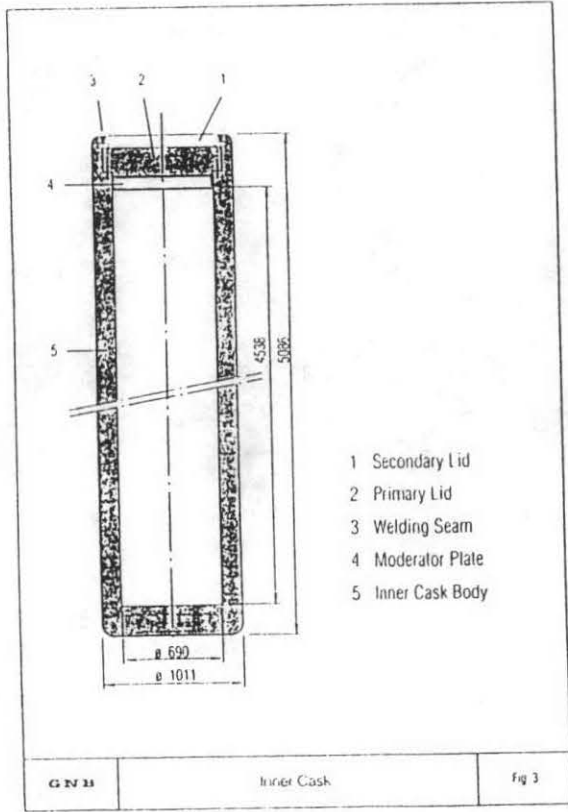 3 2 1
4
5
4538
5086
1 Secondary Lid
2 Primary Lid
3 Welding Seam
4 Moderator Plate
5 Inner Cask Body
ø 690
ø 1011
GNB Inner Cask Fig 3